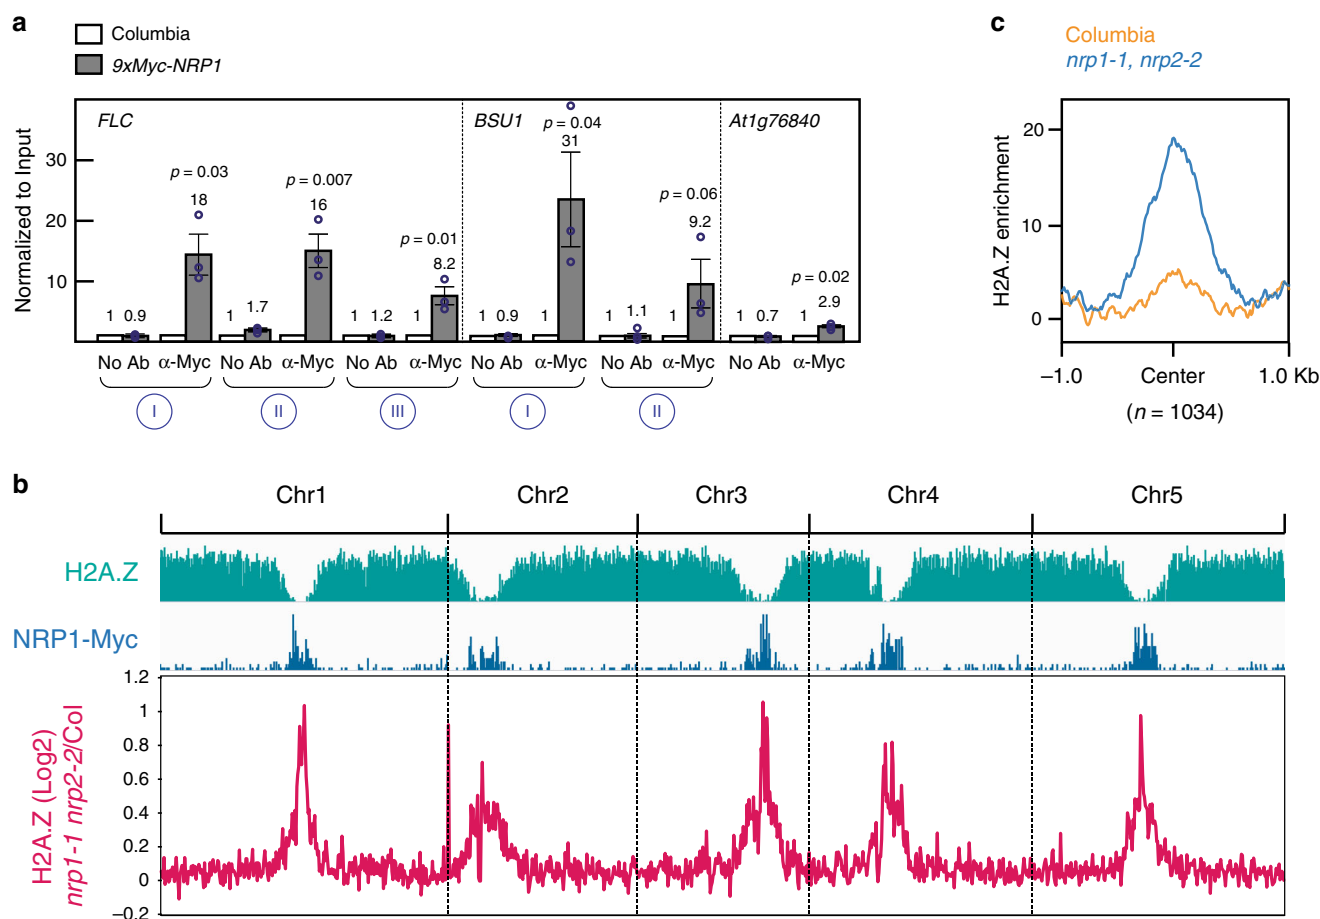 a
Columbia
9xMyc-NRP1
Normalized to Input
30
20
10
FLC
BSU1
At1g76840
p = 0.03
18
p = 0.007
16
p = 0.01
8.2
p = 0.04
31
p = 0.06
9.2
p = 0.02
2.9
1 0.9 1
1 1.7 1
1 1.2 1
1 0.9 1
1 1.1 1
1 0.7 1
No Ab α-Myc
No Ab α-Myc
No Ab α-Myc
No Ab α-Myc
No Ab α-Myc
No Ab α-Myc
I
II
III
I
II
c
Columbia
nrp1-1, nrp2-2
H2A.Z enrichment
20
10
0
–1.0 Center 1.0 Kb
(n = 1034)
b
Chr1 Chr2 Chr3 Chr4 Chr5
H2A.Z
NRP1-Myc
H2A.Z (Log2)
nrp1-1 nrp2-2/Col
1.2
1
0.8
0.6
0.4
0.2
0
–0.2